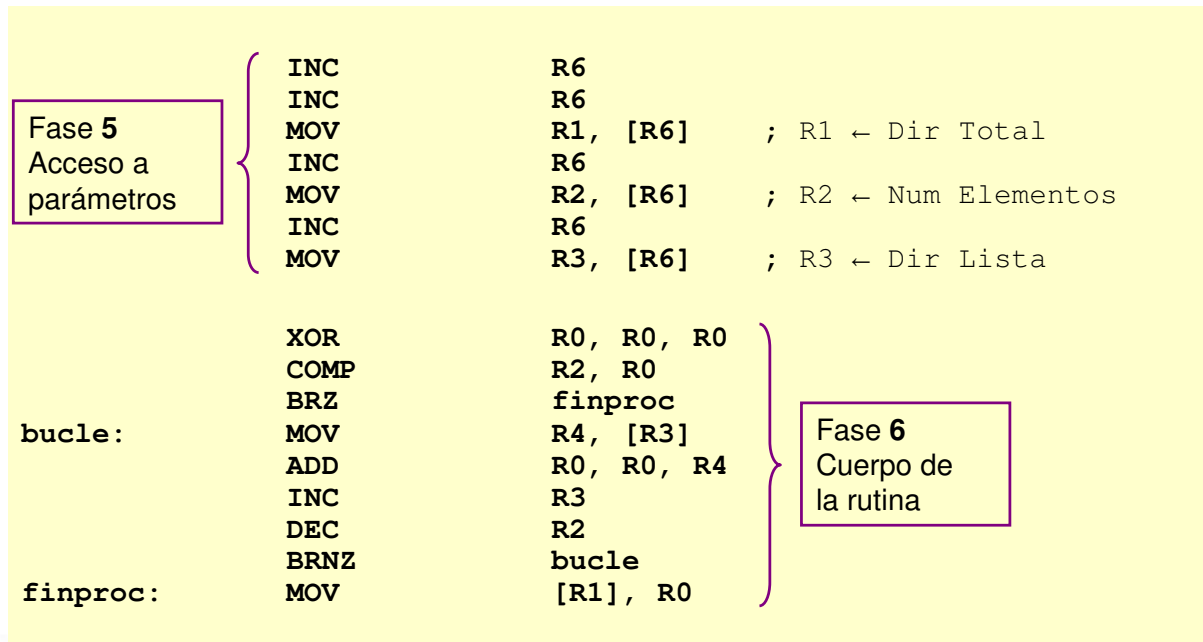 INC R6
INC R6
MOV R1, [R6] ; R1 ← Dir Total
INC R6
MOV R2, [R6] ; R2 ← Num Elementos
INC R6
MOV R3, [R6] ; R3 ← Dir Lista
Fase 5
Acceso a
parámetros
XOR R0, R0, R0
COMP R2, R0
BRZ finproc
bucle: MOV R4, [R3]
ADD R0, R0, R4
INC R3
DEC R2
BRNZ bucle
finproc: MOV [R1], R0
Fase 6
Cuerpo de
la rutina